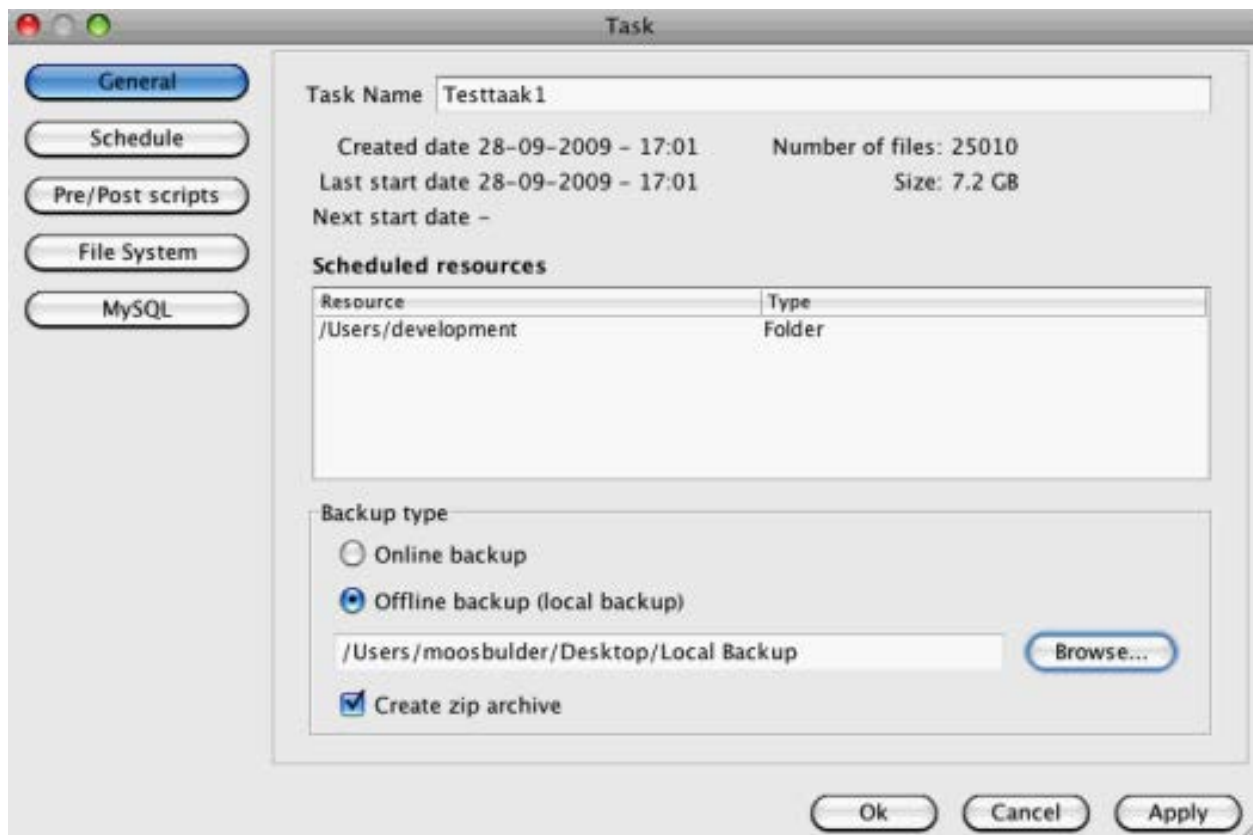 Task
General
Schedule
Pre/Post scripts
File System
MySQL
Task Name Testtaak1
Created date 28-09-2009 - 17:01 Number of files: 25010
Last start date 28-09-2009 - 17:01 Size: 7.2 GB
Next start date -
Scheduled resources
Resource Type
/Users/development Folder
Backup type
Online backup
Offline backup (local backup)
/Users/moosbulder/Desktop/Local Backup Browse...
Create zip archive
Ok Cancel Apply